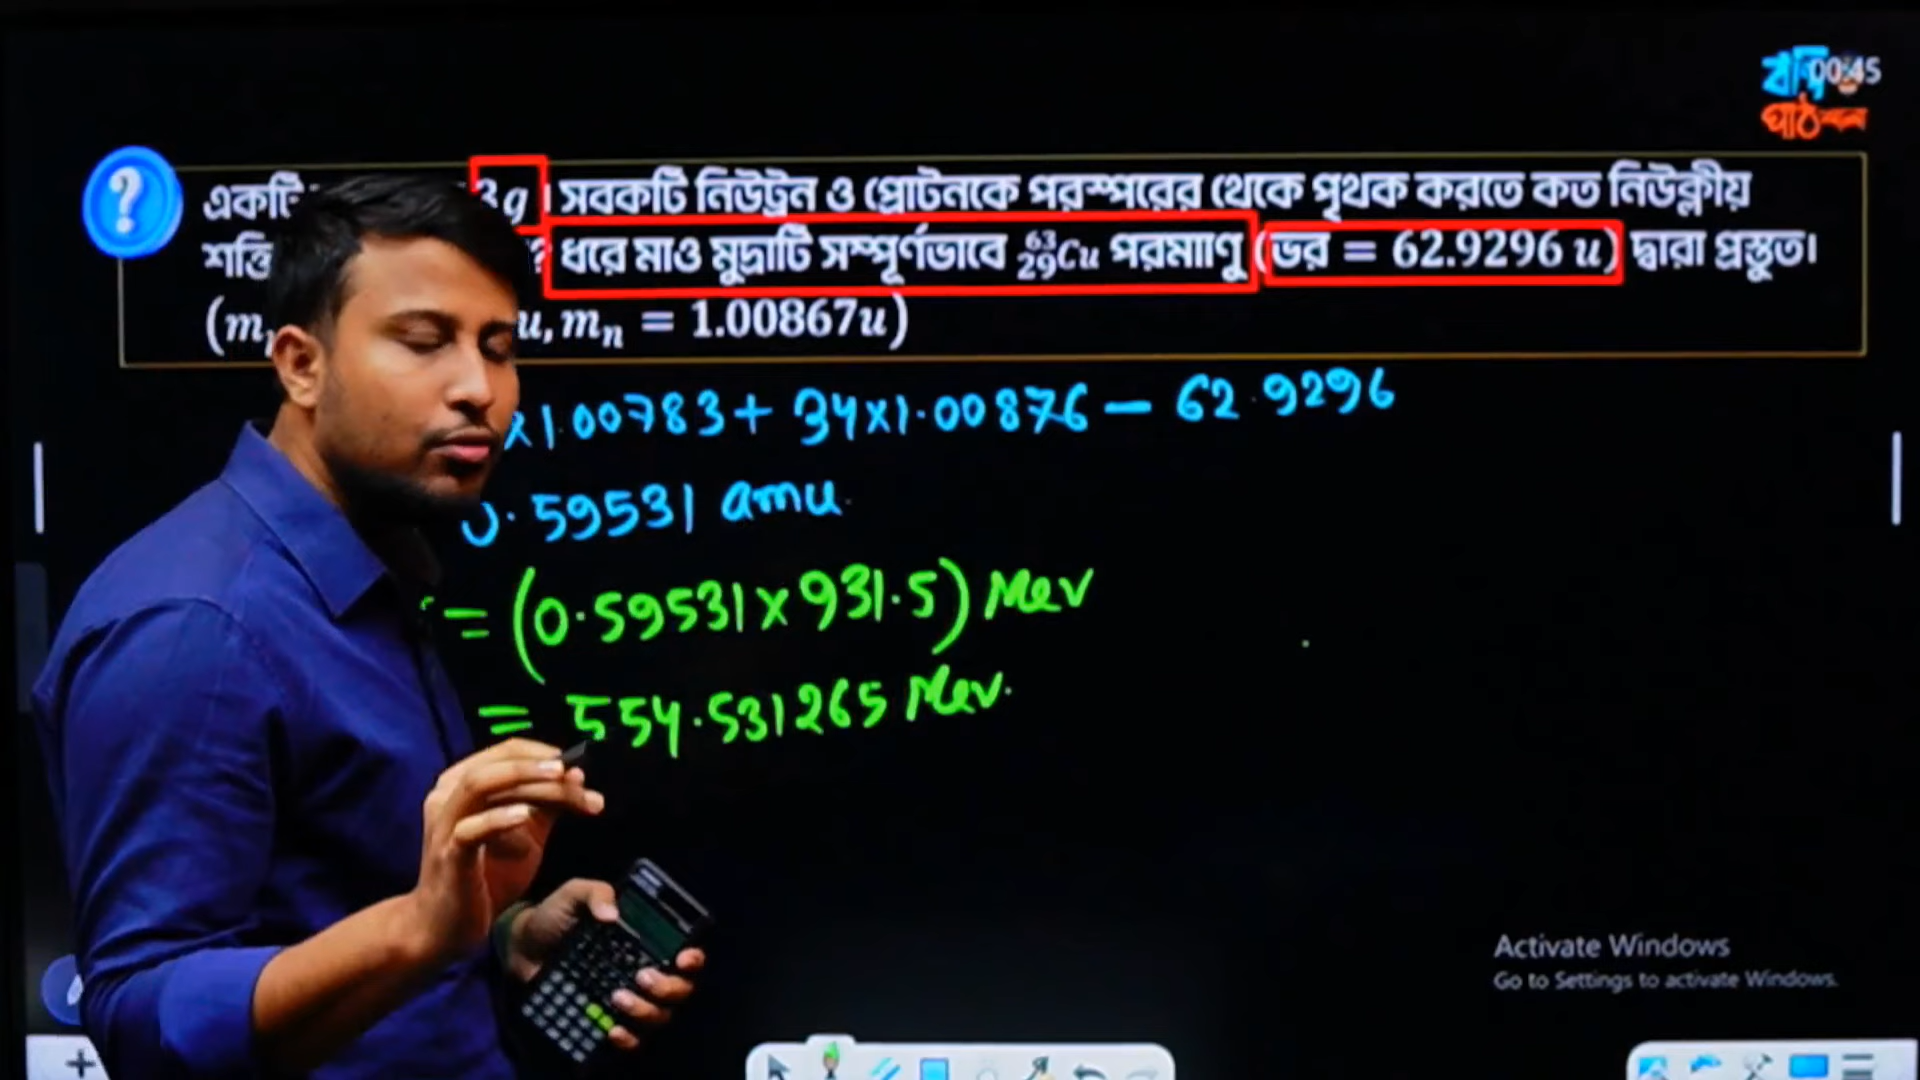 00:45
একটি 3 g । সবকটি নিউট্রন ও প্রোটনকে পরস্পরের থেকে পৃথক করতে কত নিউক্লীয়
শক্তি ? ধরে মাও মুদ্রাটি সম্পূর্ণভাবে ⁶³₂₉Cu পরমাাণু (ভর = 62.9296 u) দ্বারা প্রস্তুত।
(m u, mₙ = 1.00867u)
×1.00783 + 34×1.00876 − 62.9296
0.59531 amu.
= (0.59531×931.5) Mev
= 554.531265 Mev.
Activate Windows
Go to Settings to activate Windows.